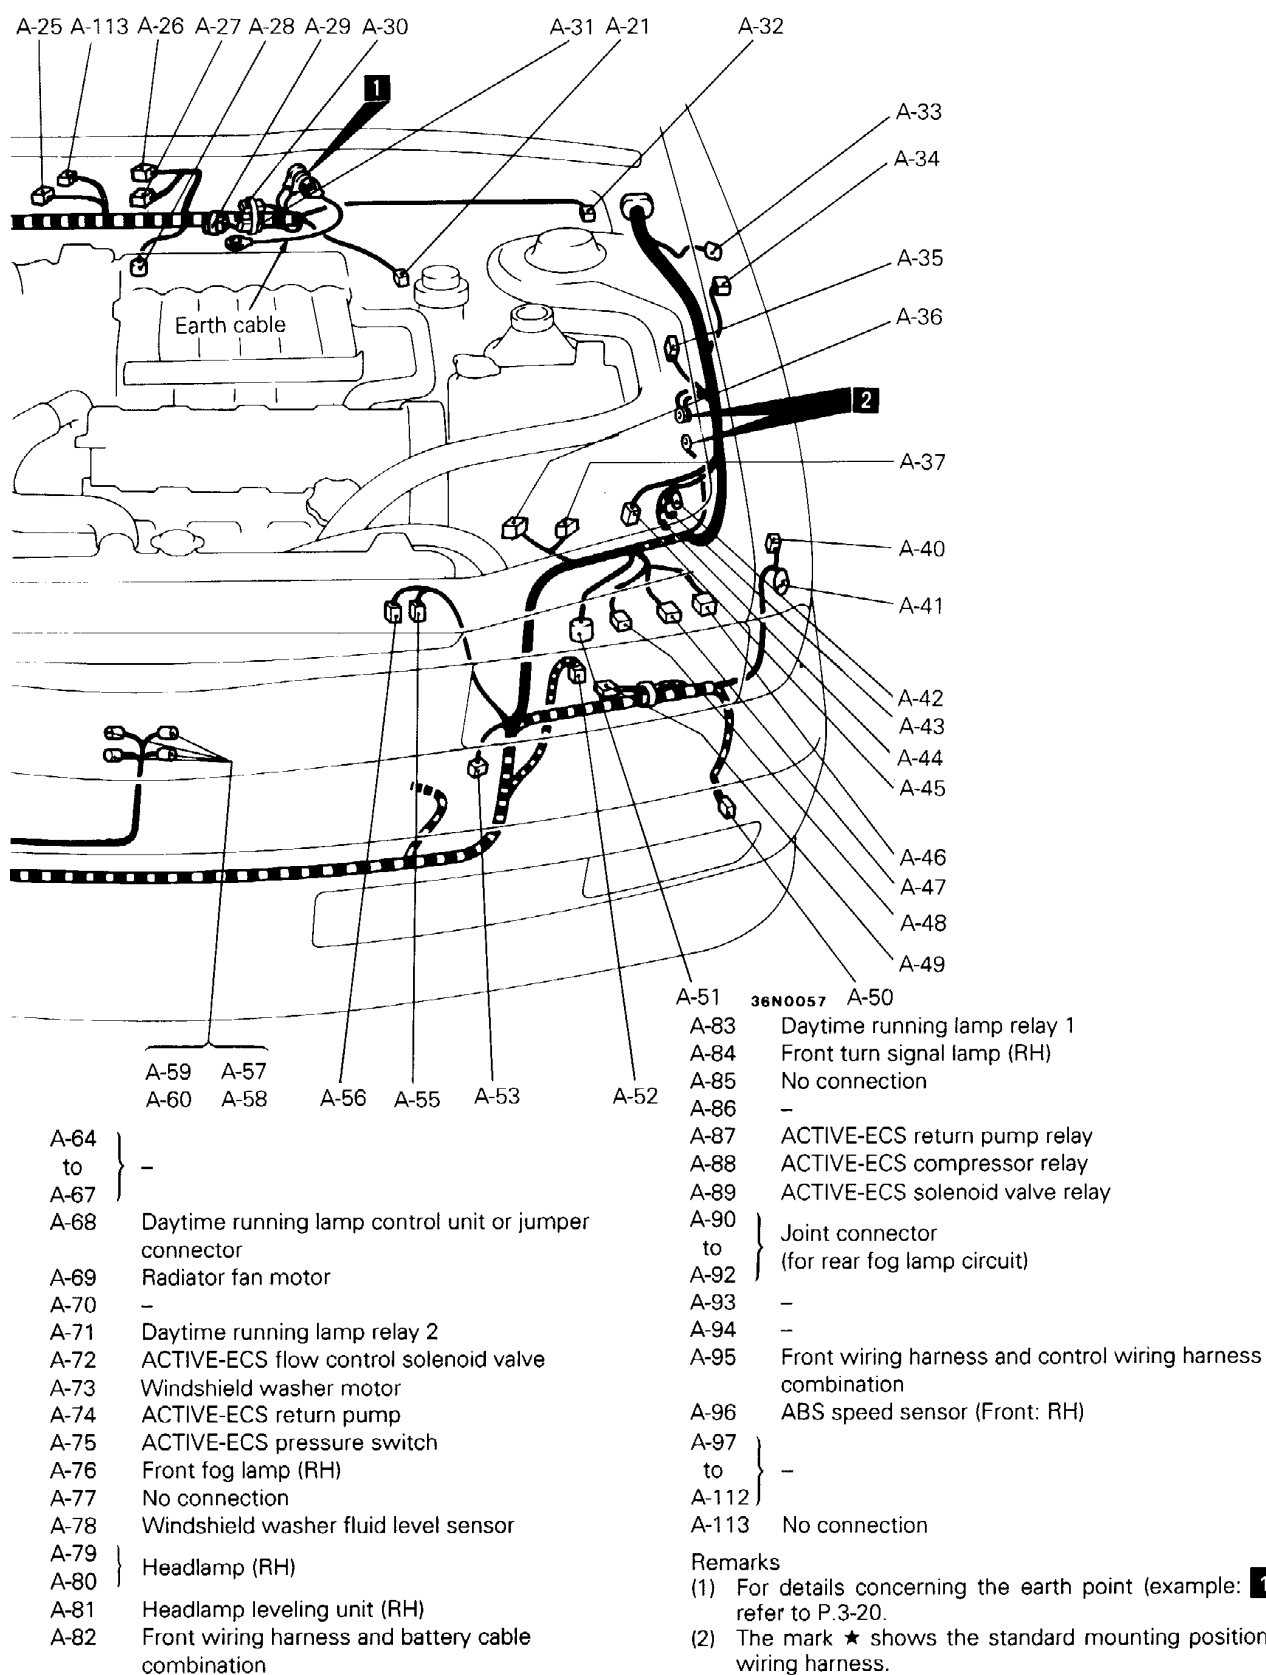 A-25 A-113 A-26 A-27 A-28 A-29 A-30 A-31 A-21 A-32
1
A-33
A-34
A-35
Earth cable
A-36
2
A-37
A-40
A-41
A-42
A-43
A-44
A-45
A-46
A-47
A-48
A-49
A-51 36N0057 A-50
A-59 A-57
A-60 A-58 A-56 A-55 A-53 A-52
A-64
to –
A-67
A-68 Daytime running lamp control unit or jumper
connector
A-69 Radiator fan motor
A-70 –
A-71 Daytime running lamp relay 2
A-72 ACTIVE-ECS flow control solenoid valve
A-73 Windshield washer motor
A-74 ACTIVE-ECS return pump
A-75 ACTIVE-ECS pressure switch
A-76 Front fog lamp (RH)
A-77 No connection
A-78 Windshield washer fluid level sensor
A-79
A-80 Headlamp (RH)
A-81 Headlamp leveling unit (RH)
A-82 Front wiring harness and battery cable
combination
A-83 Daytime running lamp relay 1
A-84 Front turn signal lamp (RH)
A-85 No connection
A-86 –
A-87 ACTIVE-ECS return pump relay
A-88 ACTIVE-ECS compressor relay
A-89 ACTIVE-ECS solenoid valve relay
A-90 Joint connector
to (for rear fog lamp circuit)
A-92
A-93 –
A-94 –
A-95 Front wiring harness and control wiring harness
combination
A-96 ABS speed sensor (Front: RH)
A-97
to –
A-112
A-113 No connection
Remarks
(1) For details concerning the earth point (example: 1
refer to P.3-20.
(2) The mark ★ shows the standard mounting position
wiring harness.